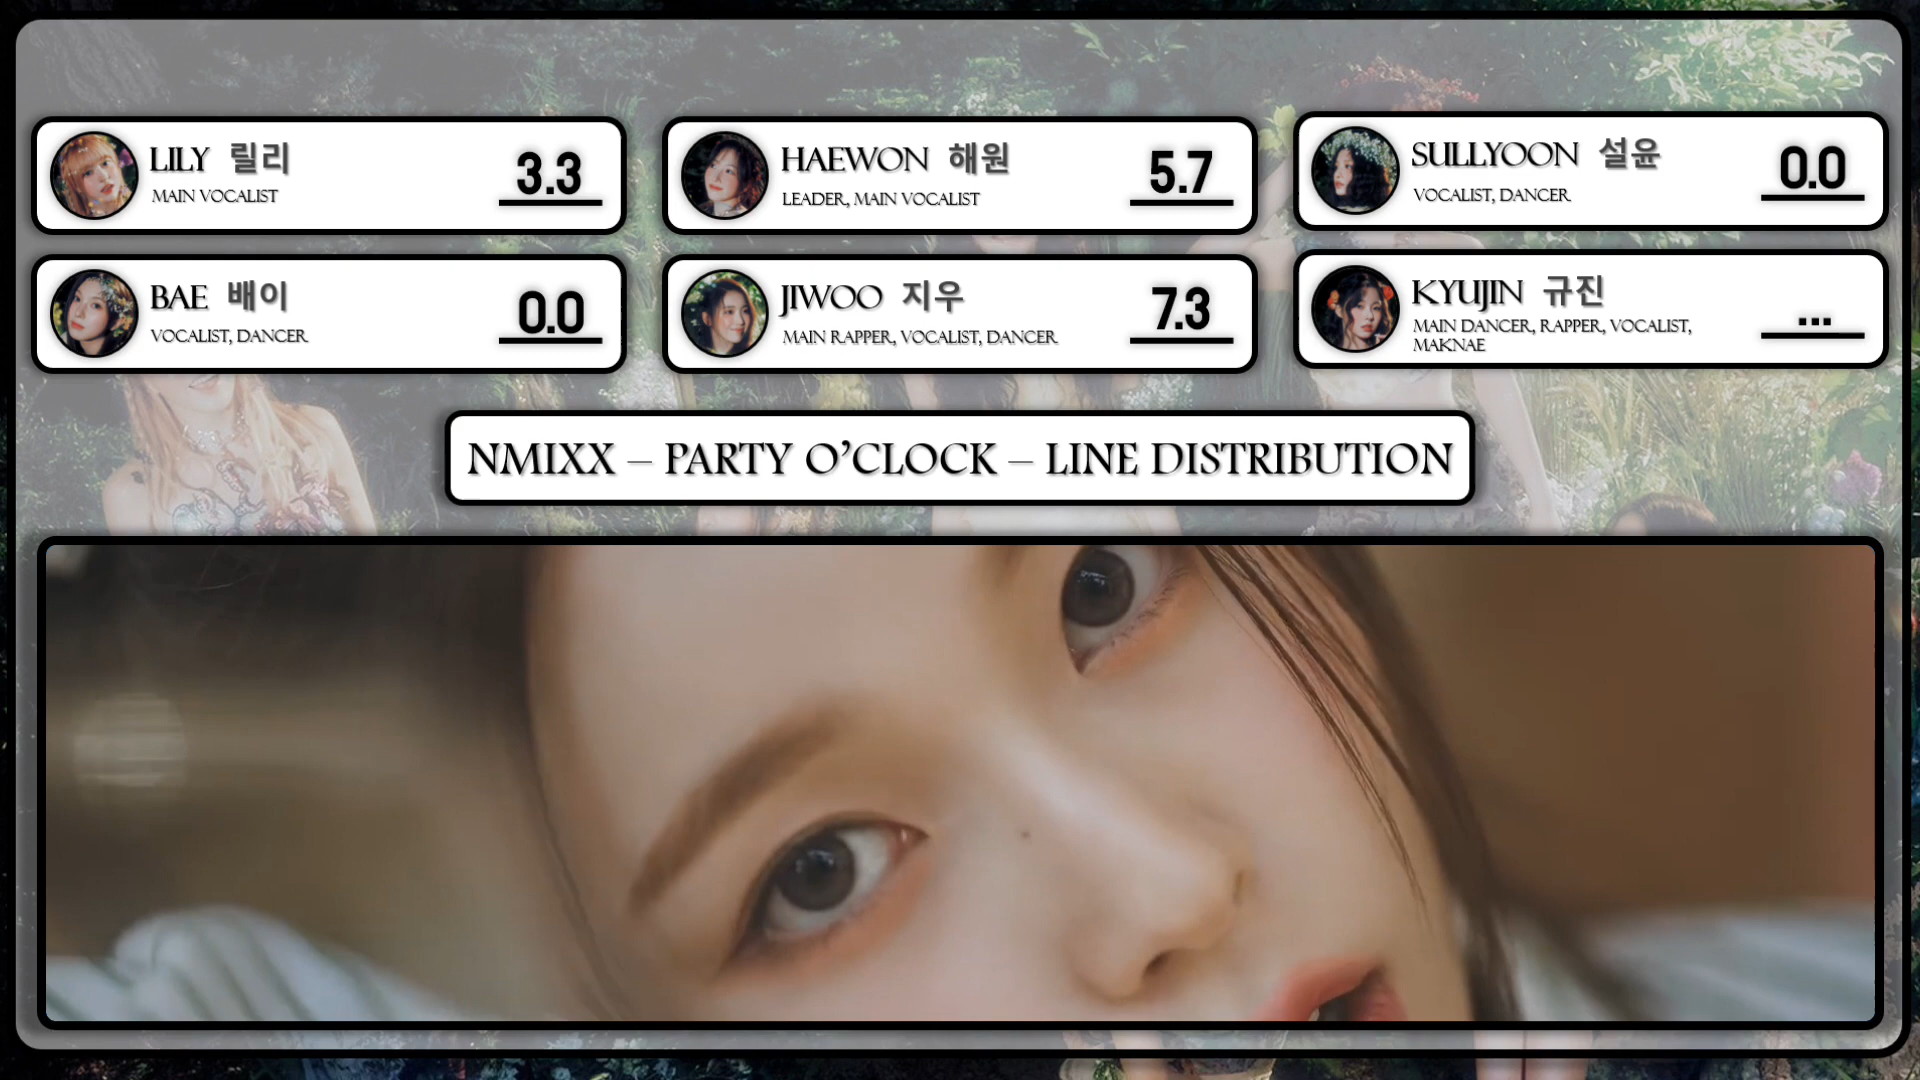 LILY 릴리
MAIN VOCALIST
3.3
HAEWON 해원
LEADER, MAIN VOCALIST
5.7
SULLYOON 설윤
VOCALIST, DANCER
0.0
BAE 배이
VOCALIST, DANCER
0.0
JIWOO 지우
MAIN RAPPER, VOCALIST, DANCER
7.3
KYUJIN 규진
MAIN DANCER, RAPPER, VOCALIST,
MAKNAE
...
NMIXX – PARTY O’CLOCK – LINE DISTRIBUTION